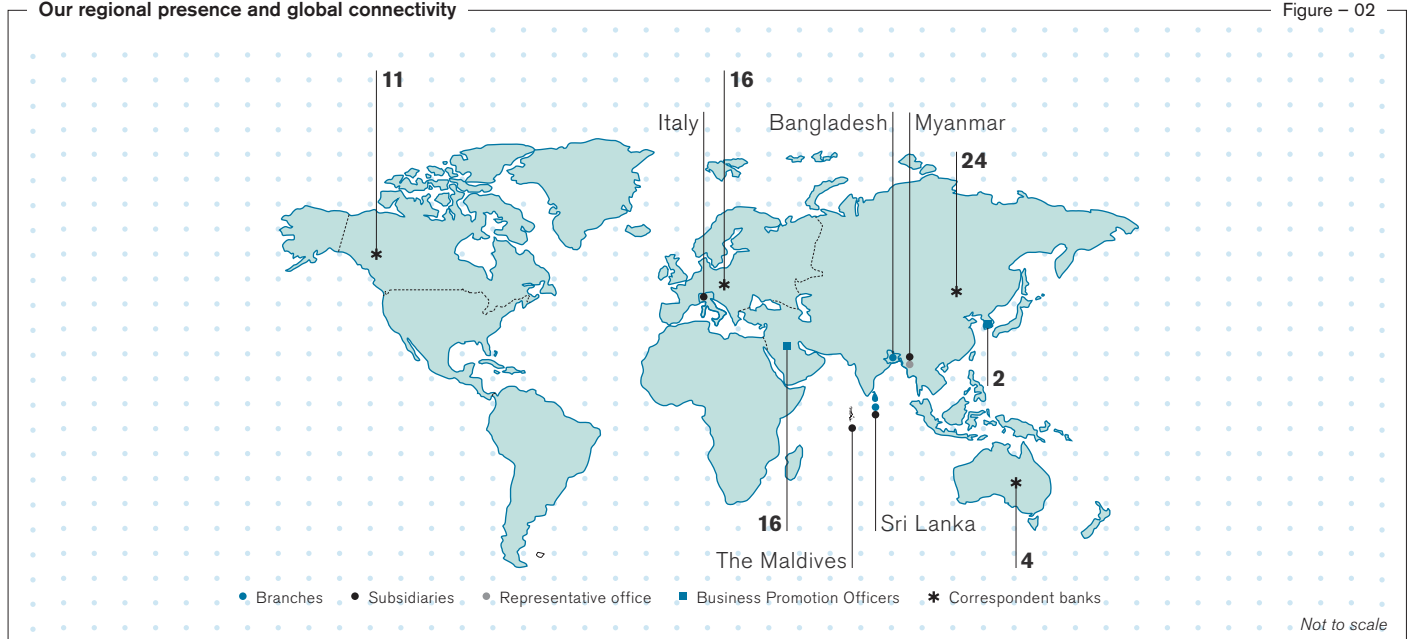 Our regional presence and global connectivity
Figure – 02
11
16
Italy
Bangladesh
Myanmar
24
2
16
Sri Lanka
The Maldives
4
Branches
Subsidiaries
Representative office
Business Promotion Officers
Correspondent banks
Not to scale